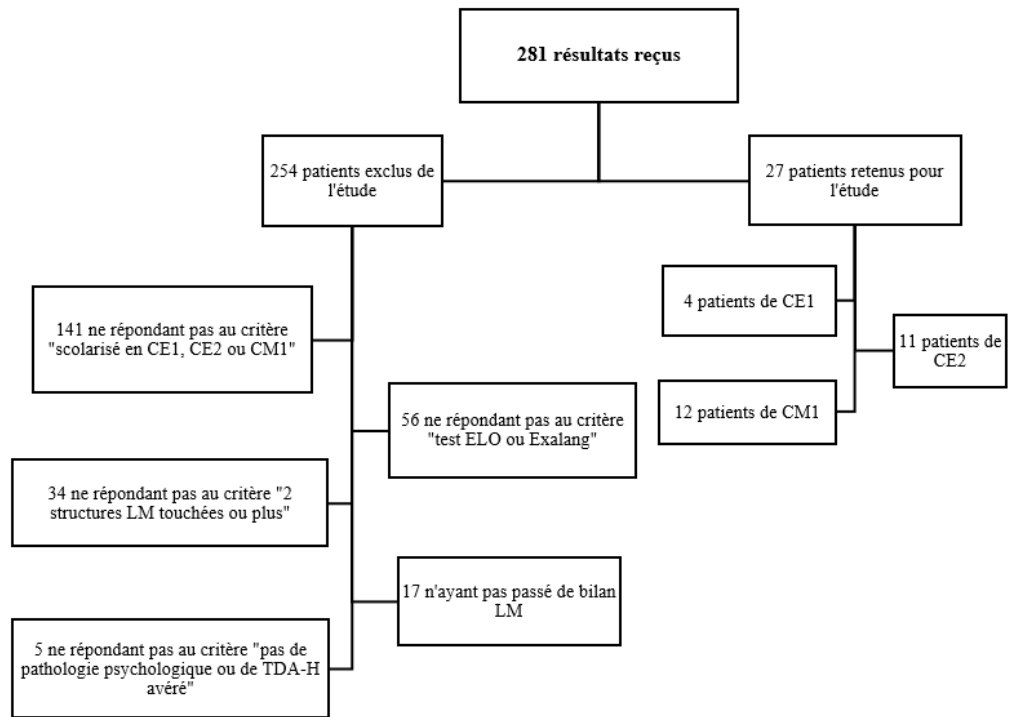 281 résultats reçus
254 patients exclus de
l'étude
27 patients retenus pour
l'étude
141 ne répondant pas au critère
"scolarisé en CE1, CE2 ou CM1"
56 ne répondant pas au critère
"test ELO ou Exalang"
34 ne répondant pas au critère "2
structures LM touchées ou plus"
17 n'ayant pas passé de bilan
LM
5 ne répondant pas au critère "pas de
pathologie psychologique ou de TDA-H
avéré"
4 patients de CE1
11 patients de
CE2
12 patients de CM1